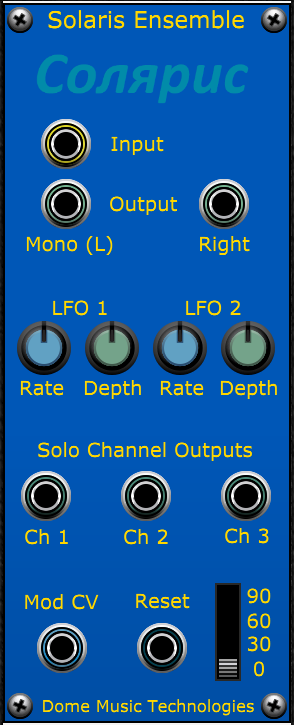 Solaris Ensemble
Солярис
Input
Output
Mono (L) Right
LFO 1 LFO 2
Rate Depth Rate Depth
Solo Channel Outputs
Ch 1 Ch 2 Ch 3
Mod CV Reset
90
60
30
0
Dome Music Technologies